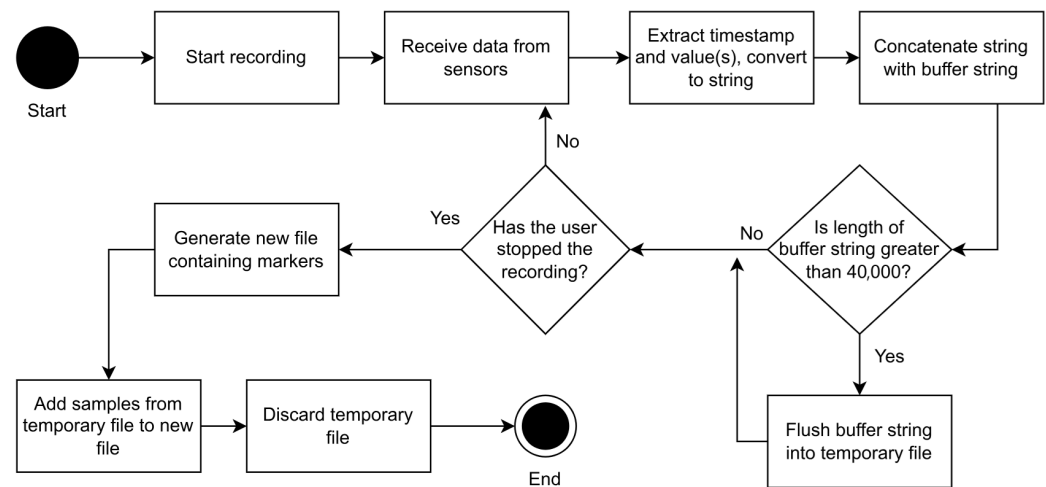 Start
Start recording
Receive data from
sensors
Extract timestamp
and value(s), convert
to string
Concatenate string
with buffer string
Is length of
buffer string greater
than 40,000?
No
Yes
Flush buffer string
into temporary file
Has the user
stopped the
recording?
No
Yes
Generate new file
containing markers
Add samples from
temporary file to new
file
Discard temporary
file
End